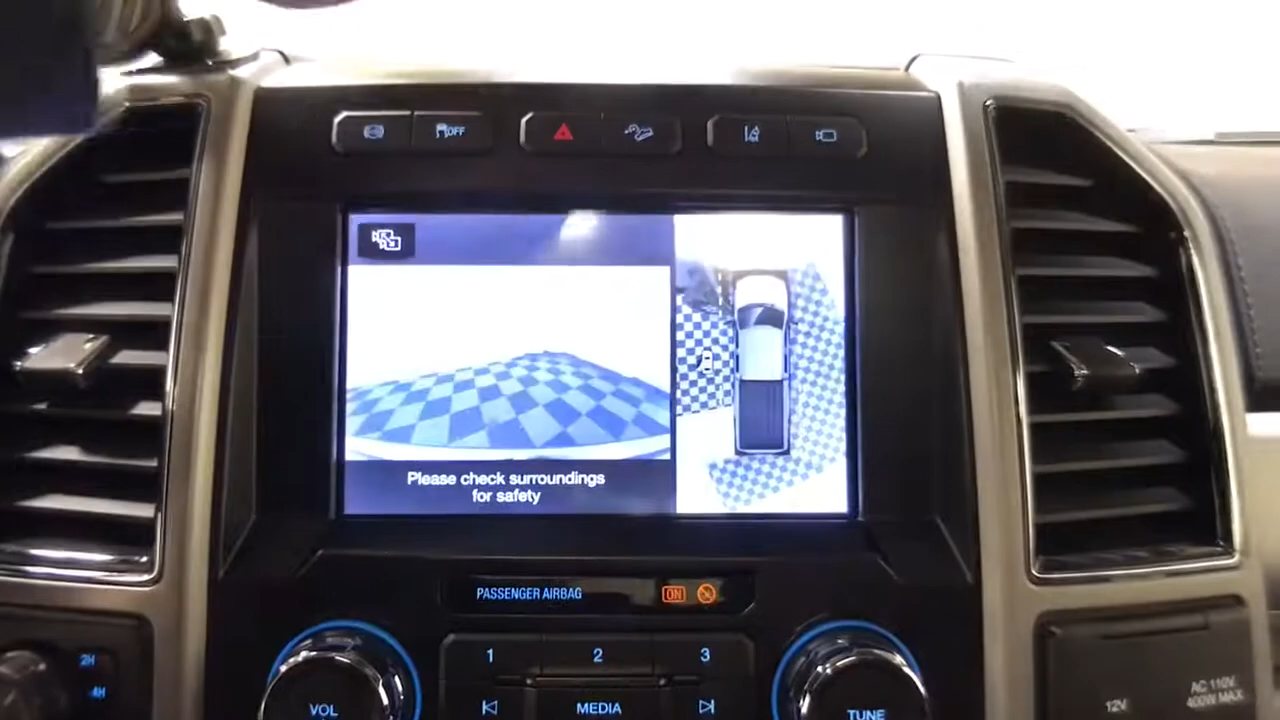 OFF
Please check surroundings
for safety
PASSENGER AIRBAG ON
1 2 3
2H
4H
VOL MEDIA TUNE
12V
AC 110V
400W MAX